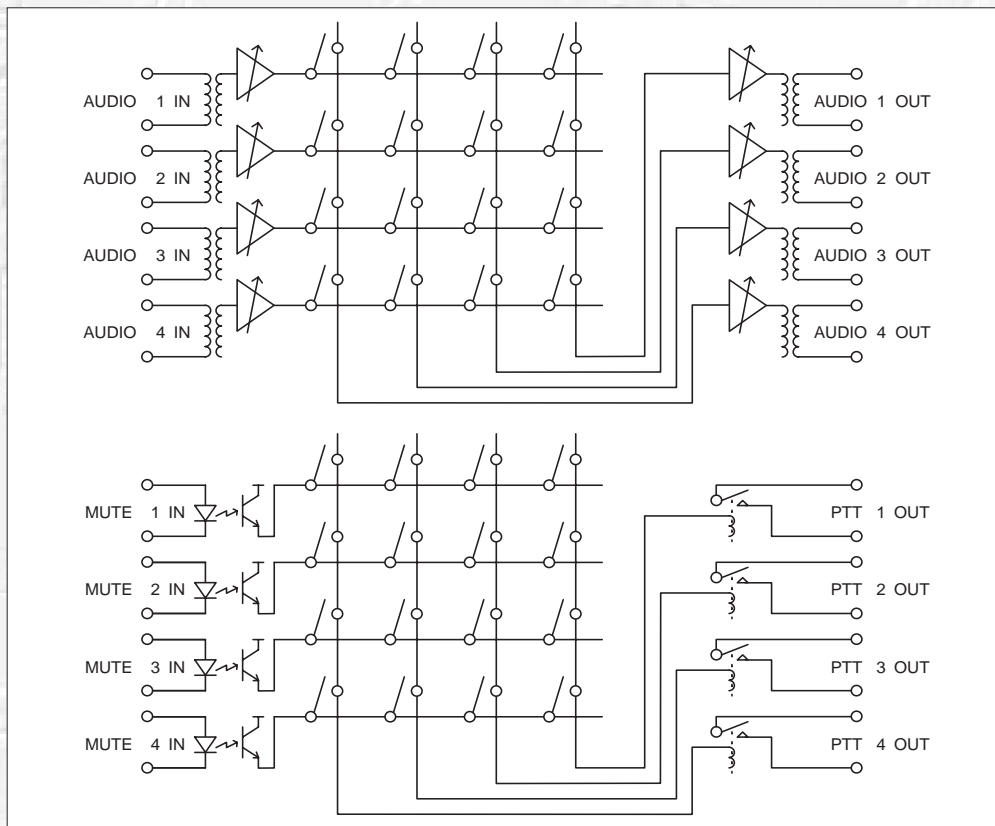 AUDIO 1 IN AUDIO 1 OUT
AUDIO 2 IN AUDIO 2 OUT
AUDIO 3 IN AUDIO 3 OUT
AUDIO 4 IN AUDIO 4 OUT
MUTE 1 IN PTT 1 OUT
MUTE 2 IN PTT 2 OUT
MUTE 3 IN PTT 3 OUT
MUTE 4 IN PTT 4 OUT